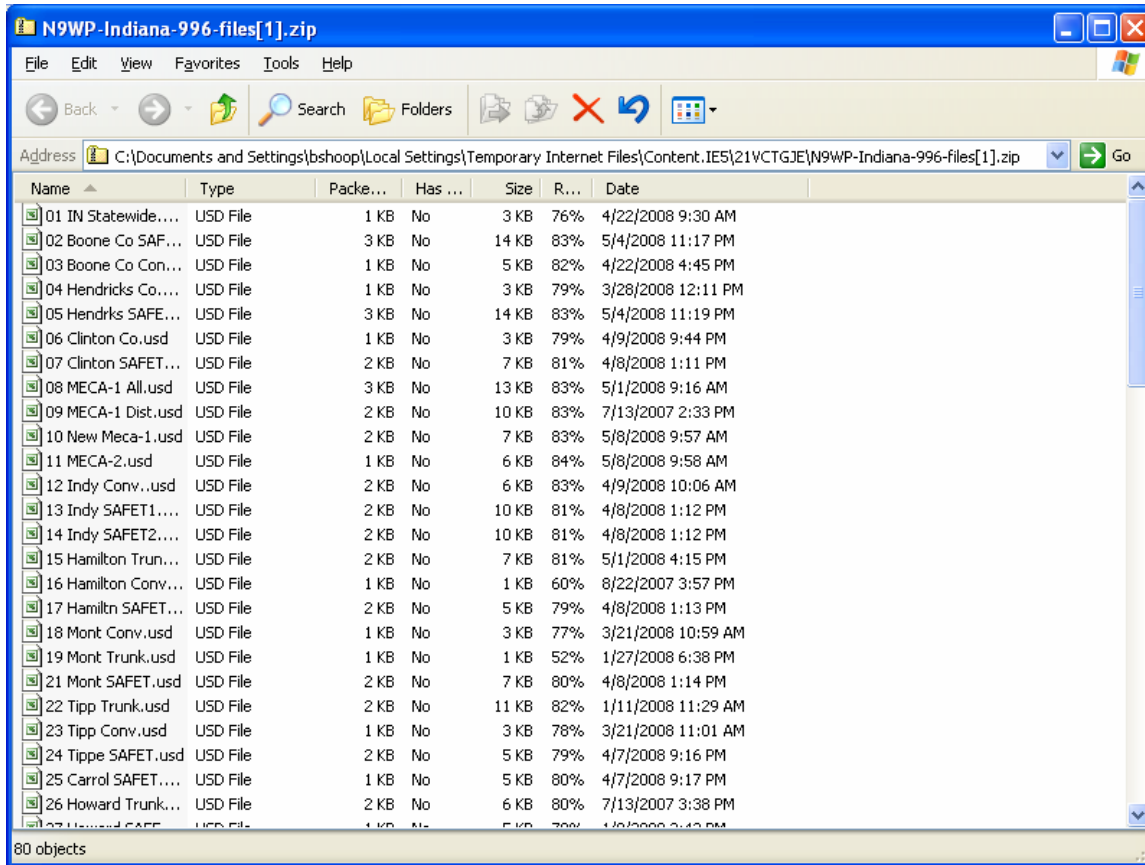 N9WP-Indiana-996-files[1].zip
File Edit View Favorites Tools Help
Back Search Folders
Address C:\Documents and Settings\bshoop\Local Settings\Temporary Internet Files\Content.IE5\21VCTGJE\N9WP-Indiana-996-files[1].zip Go
Name Type Packe... Has ... Size R... Date
01 IN Statewide.... USD File 1 KB No 3 KB 76% 4/22/2008 9:30 AM
02 Boone Co SAF... USD File 3 KB No 14 KB 83% 5/4/2008 11:17 PM
03 Boone Co Con... USD File 1 KB No 5 KB 82% 4/22/2008 4:45 PM
04 Hendricks Co.... USD File 1 KB No 3 KB 79% 3/28/2008 12:11 PM
05 Hendrks SAFE... USD File 3 KB No 14 KB 83% 5/4/2008 11:19 PM
06 Clinton Co.usd USD File 1 KB No 3 KB 79% 4/9/2008 9:44 PM
07 Clinton SAFET... USD File 2 KB No 7 KB 81% 4/8/2008 1:11 PM
08 MECA-1 All.usd USD File 3 KB No 13 KB 83% 5/1/2008 9:16 AM
09 MECA-1 Dist.usd USD File 2 KB No 10 KB 83% 7/13/2007 2:33 PM
10 New Meca-1.usd USD File 2 KB No 7 KB 83% 5/8/2008 9:57 AM
11 MECA-2.usd USD File 1 KB No 6 KB 84% 5/8/2008 9:58 AM
12 Indy Conv..usd USD File 2 KB No 6 KB 83% 4/9/2008 10:06 AM
13 Indy SAFET1.... USD File 2 KB No 10 KB 81% 4/8/2008 1:12 PM
14 Indy SAFET2.... USD File 2 KB No 10 KB 81% 4/8/2008 1:12 PM
15 Hamilton Trun... USD File 2 KB No 7 KB 81% 5/1/2008 4:15 PM
16 Hamilton Conv... USD File 1 KB No 1 KB 60% 8/22/2007 3:57 PM
17 Hamiltn SAFET... USD File 2 KB No 5 KB 79% 4/8/2008 1:13 PM
18 Mont Conv.usd USD File 1 KB No 3 KB 77% 3/21/2008 10:59 AM
19 Mont Trunk.usd USD File 1 KB No 1 KB 52% 1/27/2008 6:38 PM
21 Mont SAFET.usd USD File 2 KB No 7 KB 80% 4/8/2008 1:14 PM
22 Tipp Trunk.usd USD File 2 KB No 11 KB 82% 1/11/2008 11:29 AM
23 Tipp Conv.usd USD File 1 KB No 3 KB 78% 3/21/2008 11:01 AM
24 Tippe SAFET.usd USD File 2 KB No 5 KB 79% 4/7/2008 9:16 PM
25 Carrol SAFET.... USD File 1 KB No 5 KB 80% 4/7/2008 9:17 PM
26 Howard Trunk... USD File 2 KB No 6 KB 80% 7/13/2007 3:38 PM
80 objects